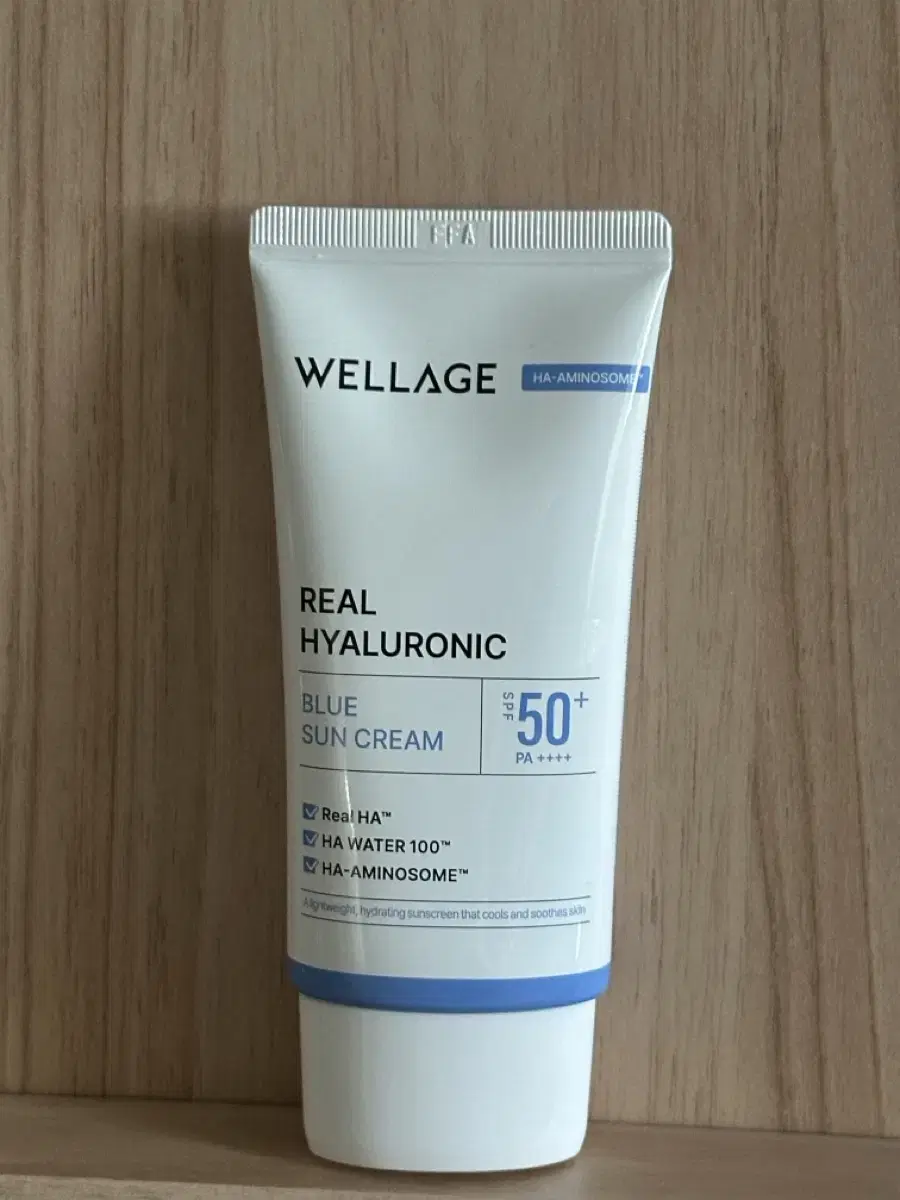 FFA
WELLAGE
HA-AMINOSOME™
REAL
HYALURONIC
BLUE
SUN CREAM
SPF 50+
PA ++++
Real HA™
HA WATER 100™
HA-AMINOSOME™
A lightweight, hydrating sunscreen that cools and soothes skin